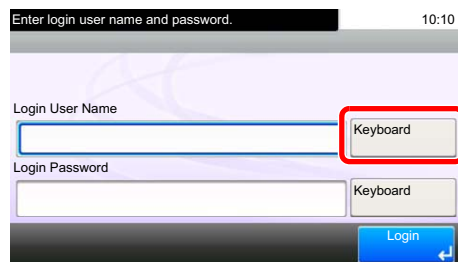 Enter login user name and password. 10:10
Login User Name
Keyboard
Login Password
Keyboard
Login